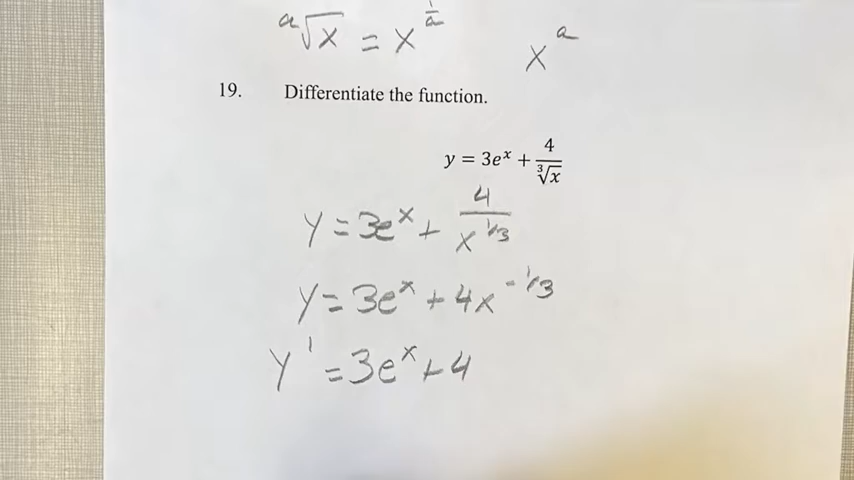 ᵃ√x = x^(1/a) x^a
19. Differentiate the function.
y = 3eˣ + 4/∛x
y = 3eˣ + 4/x^(1/3)
y = 3eˣ + 4x^(-1/3)
y' = 3eˣ + 4